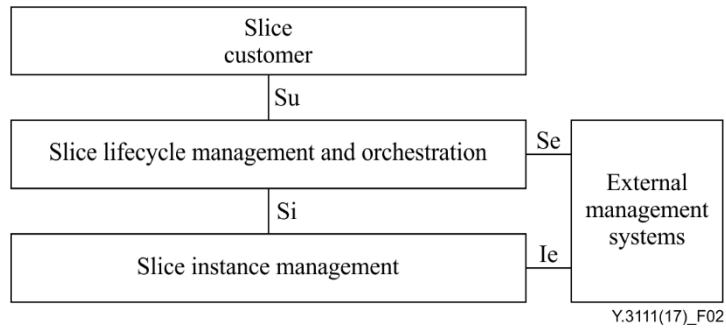 Slice
customer
Su
Slice lifecycle management and orchestration
Se
External
management
systems
Si
Slice instance management
Ie
Y.3111(17)_F02